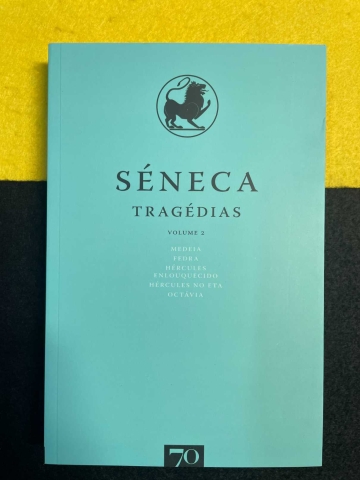 SÉNECA
TRAGÉDIAS
VOLUME 2
MEDEIA
FEDRA
HÉRCULES
ENLOUQUECIDO
HÉRCULES NO ETA
OCTÁVIA
70